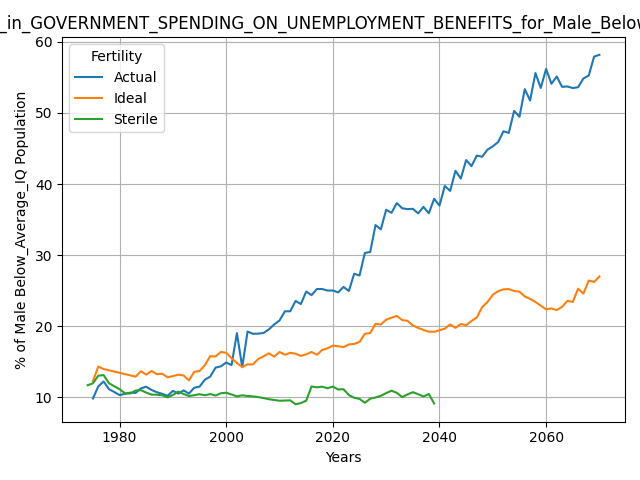 _in_GOVERNMENT_SPENDING_ON_UNEMPLOYMENT_BENEFITS_for_Male_Below
% of Male Below_Average_IQ Population
60
50
40
30
20
10
Fertility
Actual
Ideal
Sterile
1980 2000 2020 2040 2060
Years